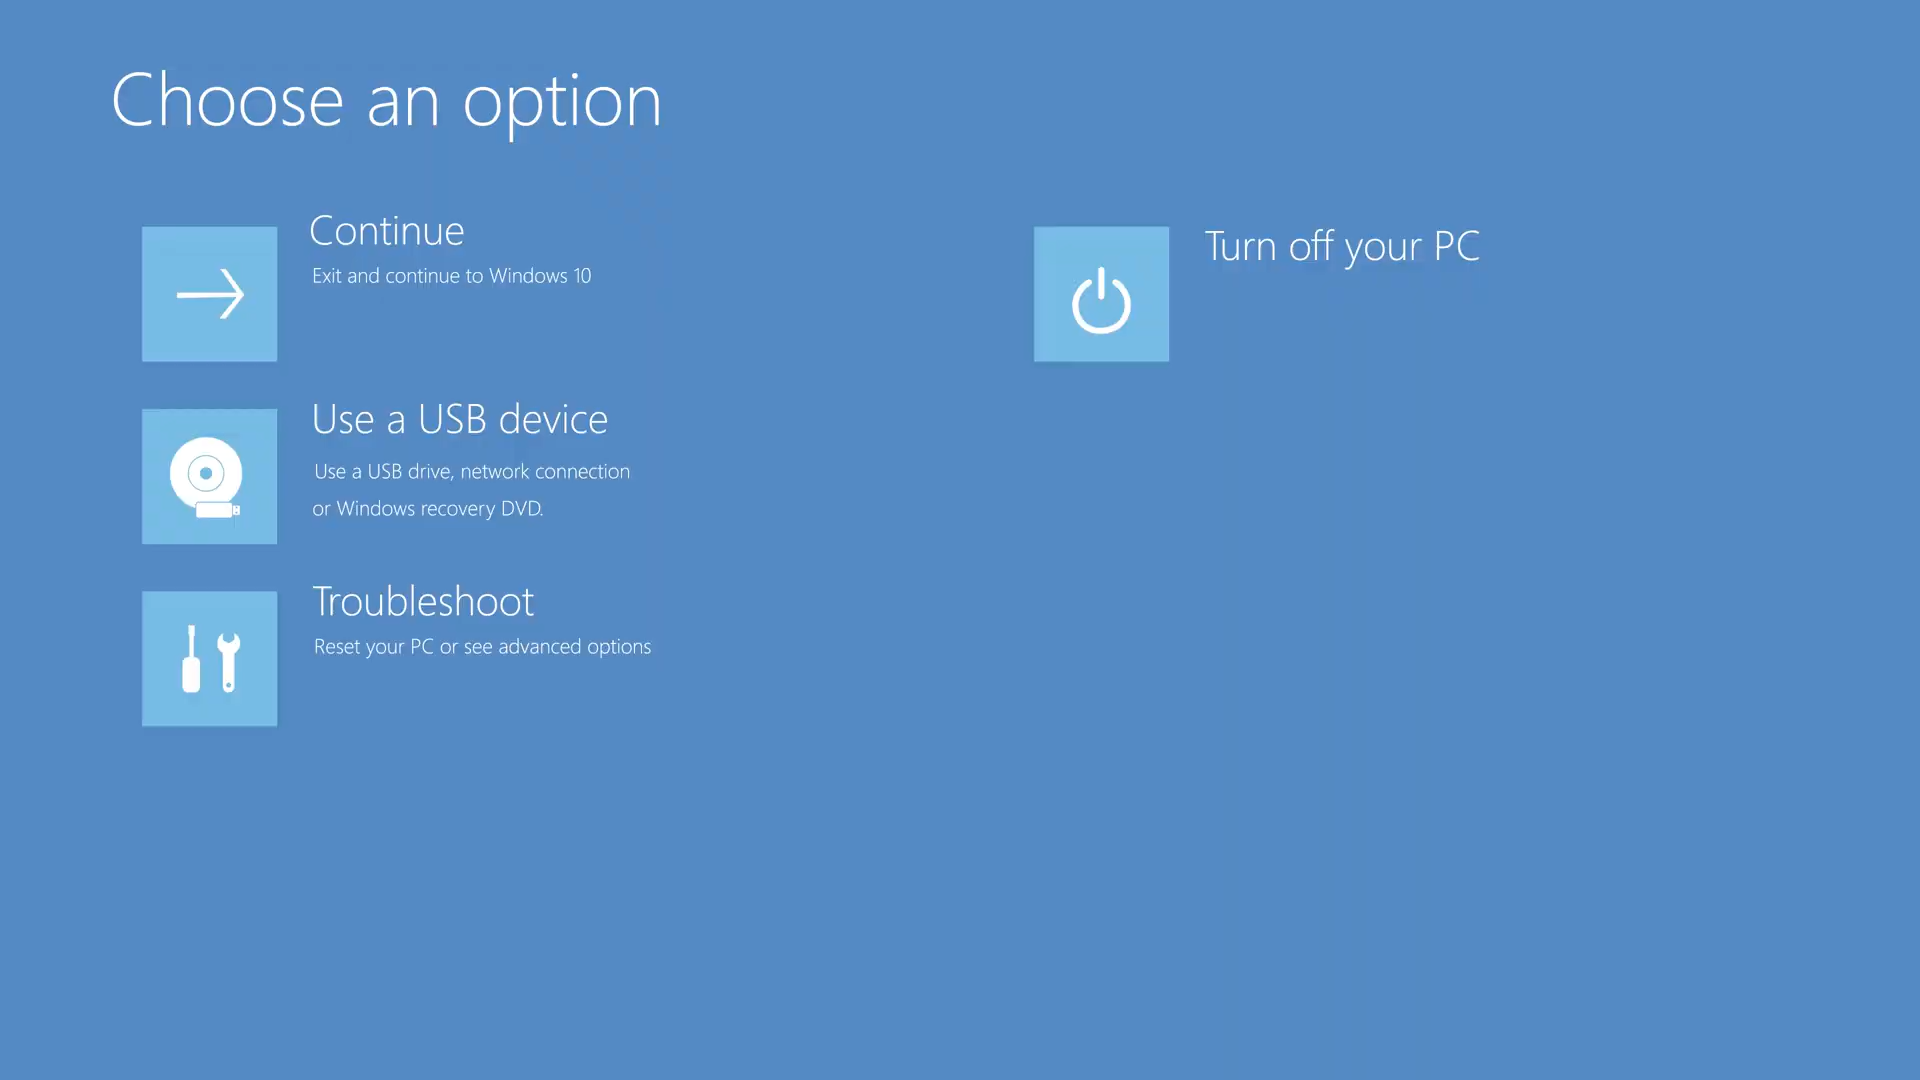 Choose an option
Continue
Exit and continue to Windows 10
Use a USB device
Use a USB drive, network connection
or Windows recovery DVD.
Troubleshoot
Reset your PC or see advanced options
Turn off your PC